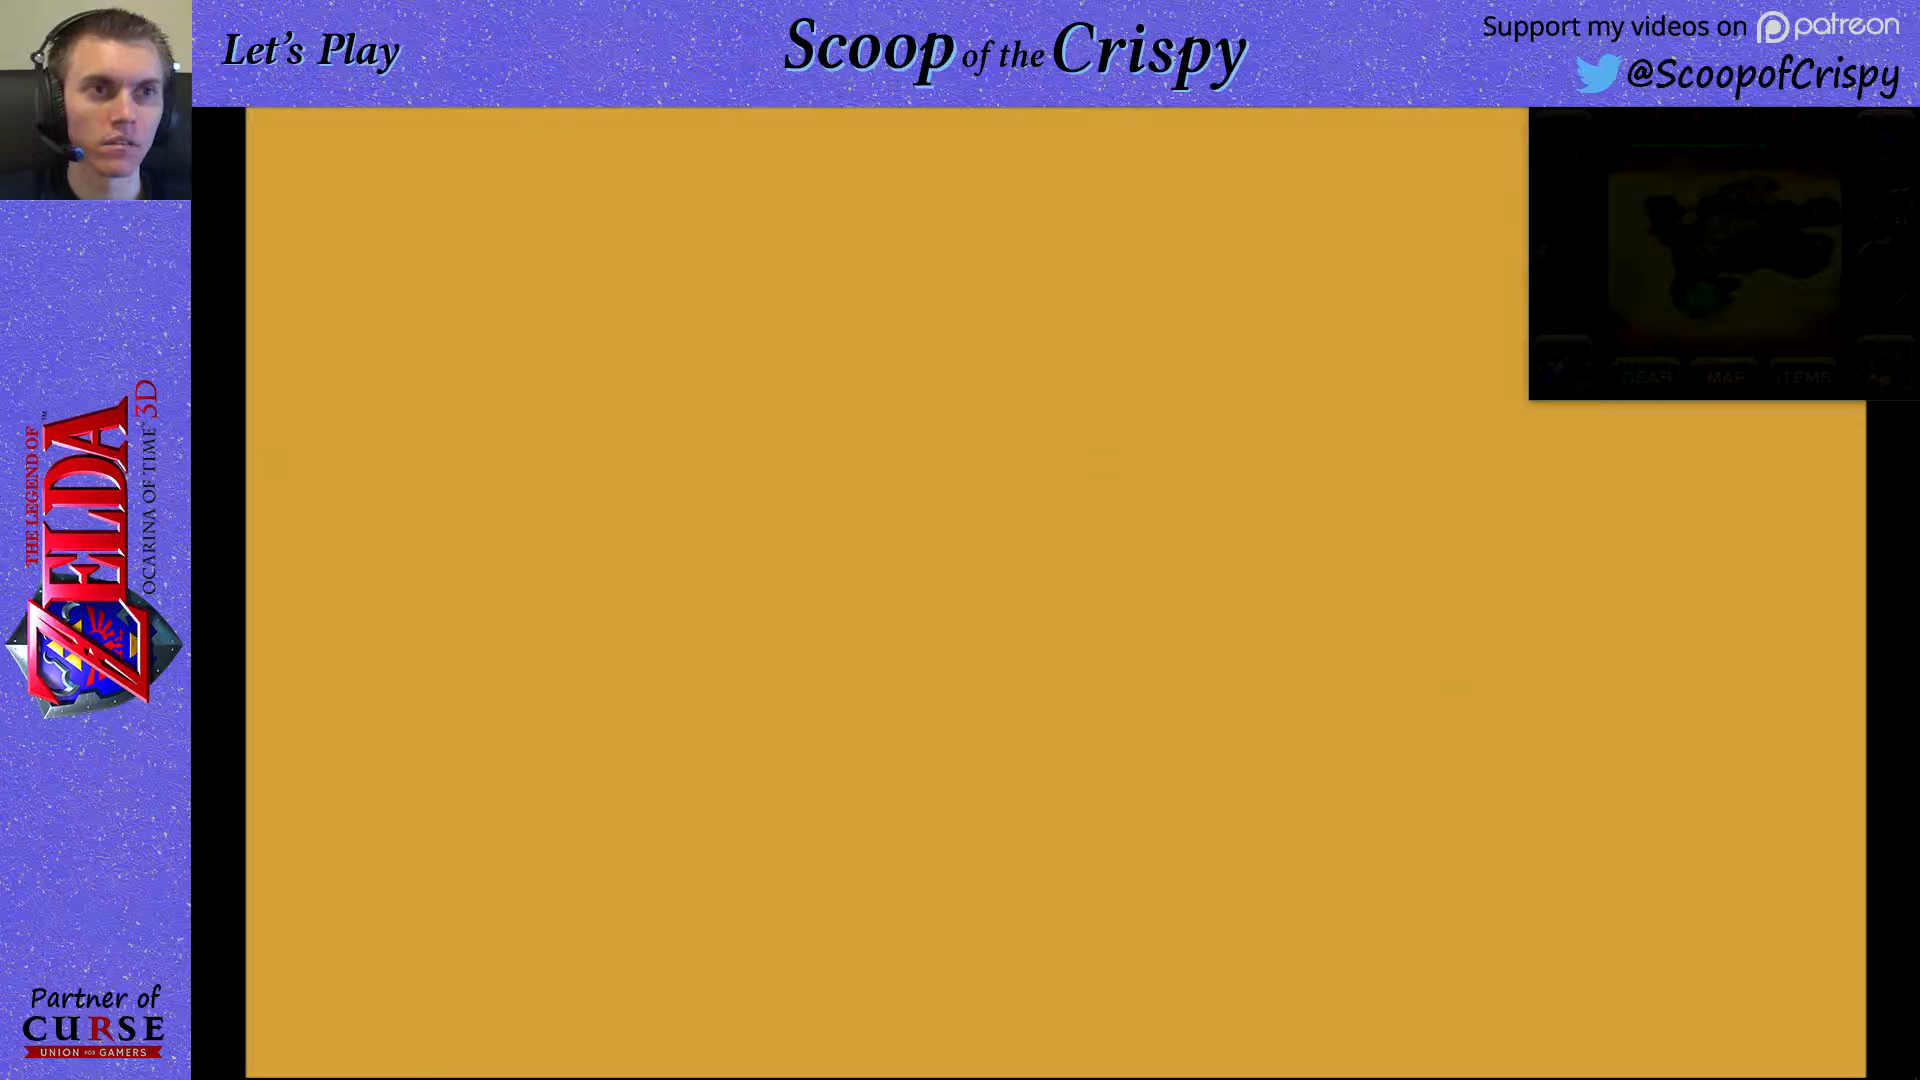 Let's Play
Scoop of the Crispy
Support my videos on patreon
@ScoopofCrispy
THE LEGEND OF
ZELDA
OCARINA OF TIME 3D
GEAR MAP ITEMS
Partner of
CURSE
UNION FOR GAMERS